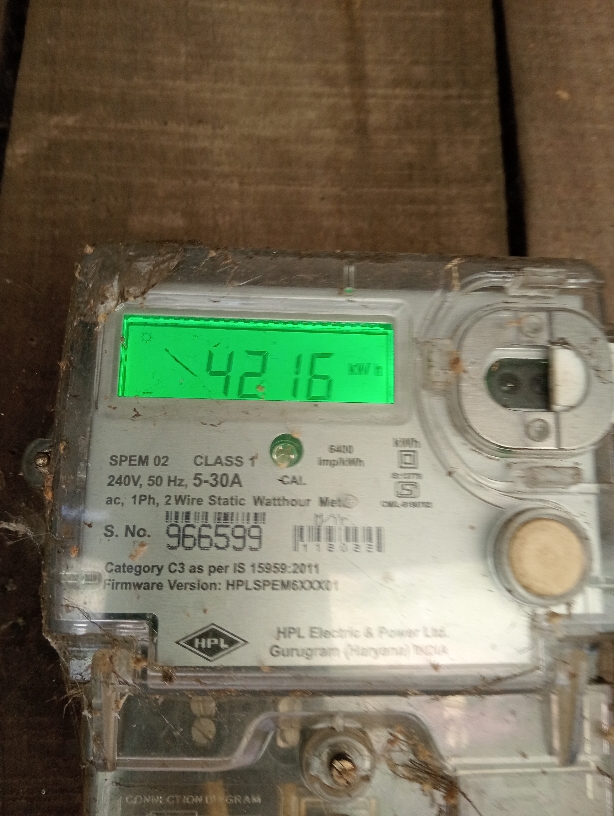 4216 kWh
SPEM 02 CLASS 1
6400
imp/kWh
kWh
240V, 50 Hz, 5-30A
CAL
ac, 1Ph, 2 Wire Static Watthour Meter
S. No. 966599
Category C3 as per IS 15959:2011
Firmware Version: HPLSPEM6XXX01
HPL
HPL Electric & Power Ltd.
Gurugram (Haryana) INDIA
CONNECTION DIAGRAM